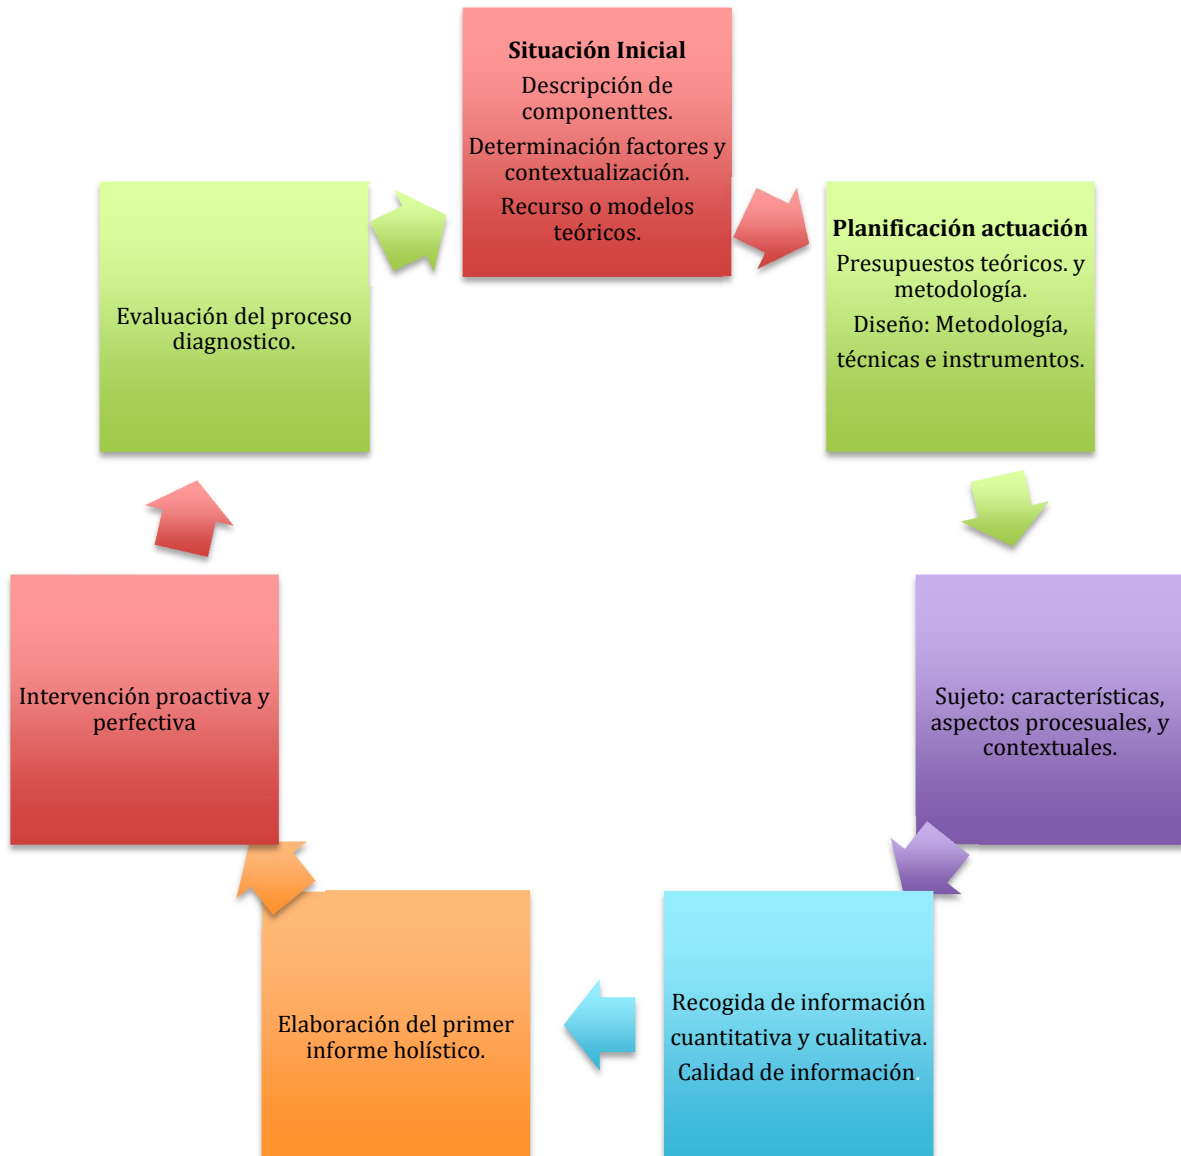 Situación Inicial
Descripción de
componenttes.
Determinación factores y
contextualización.
Recurso o modelos
teóricos.
Planificación actuación
Presupuestos teóricos. y
metodología.
Diseño: Metodología,
técnicas e instrumentos.
Sujeto: característícas,
aspectos procesuales, y
contextuales.
Recogida de información
cuantitativa y cualitativa.
Calidad de información.
Elaboración del primer
informe holístico.
Intervención proactiva y
perfectiva
Evaluación del proceso
diagnostico.